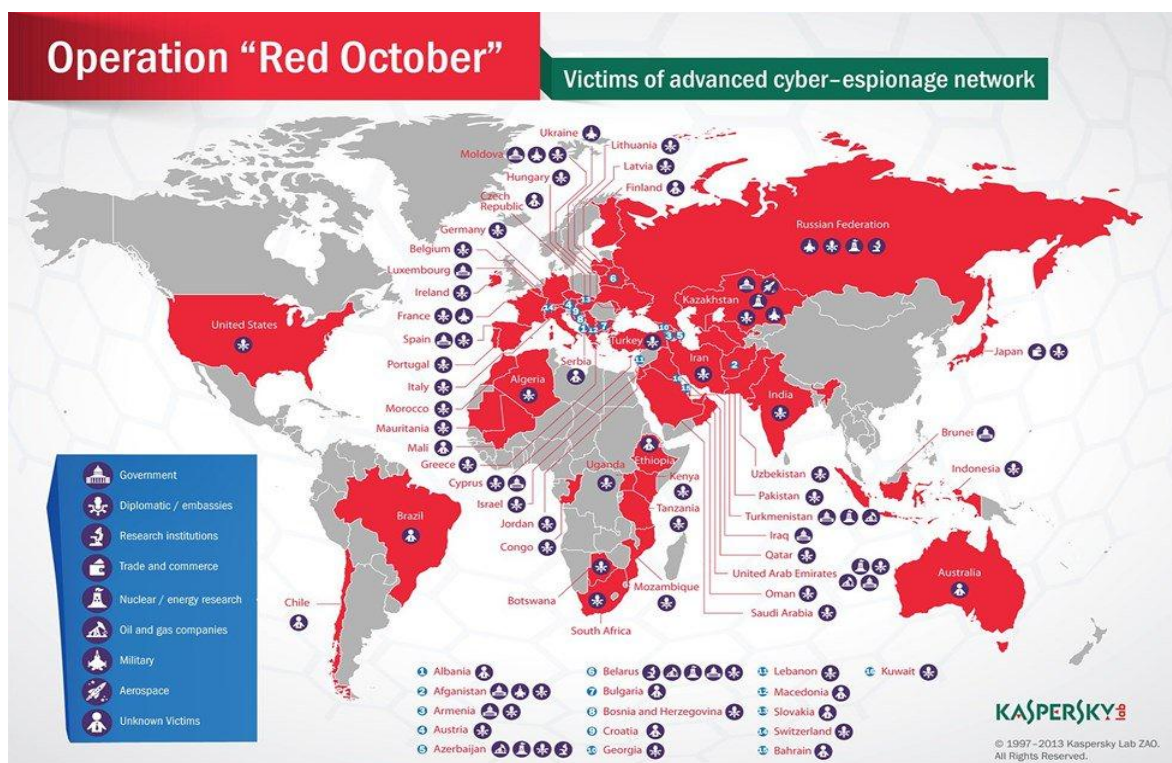 Operation “Red October”
Victims of advanced cyber-espionage network
Ukraine
Lithuania
Moldova
Latvia
Hungary
Finland
Czech
Republic
Germany
Belgium
Luxembourg
Ireland
France
Spain
Portugal
Italy
Morocco
Mauritania
Mali
Greece
Cyprus
Israel
Jordan
Congo
Russian Federation
Kazakhstan
United States
Turkey
Iran
Japan
Serbia
Algeria
India
Brunei
Uganda
Ethiopia
Kenya
Tanzania
Indonesia
Uzbekistan
Pakistan
Turkmenistan
Iraq
Qatar
United Arab Emirates
Oman
Saudi Arabia
Brazil
Chile
Botswana
Mozambique
South Africa
Australia
Government
Diplomatic / embassies
Research institutions
Trade and commerce
Nuclear / energy research
Oil and gas companies
Military
Aerospace
Unknown Victims
1 Albania
2 Afganistan
3 Armenia
4 Austria
5 Azerbaijan
6 Belarus
7 Bulgaria
8 Bosnia and Herzegovina
9 Croatia
10 Georgia
11 Lebanon
12 Macedonia
13 Slovakia
14 Switzerland
15 Bahrain
16 Kuwait
KASPERSKY lab
© 1997-2013 Kaspersky Lab ZAO.
All Rights Reserved.